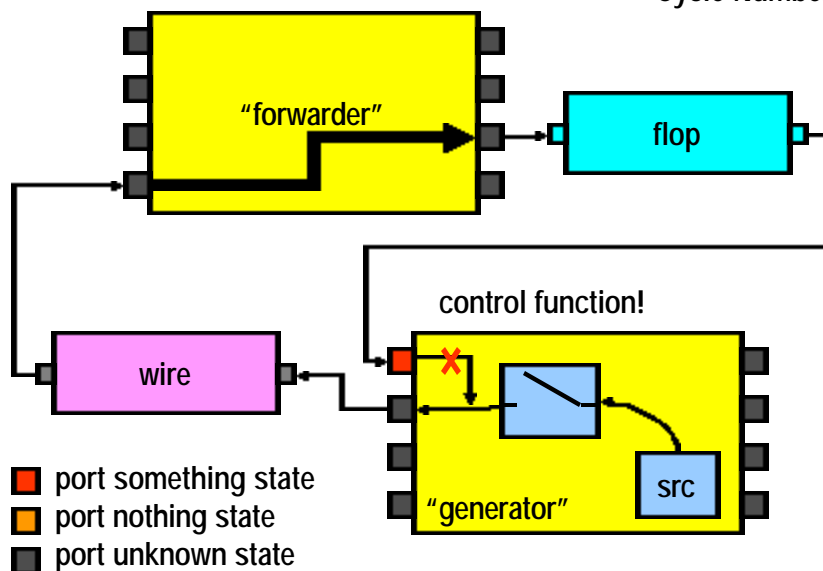 “forwarder”
flop
control function!
wire
src
“generator”
port something state
port nothing state
port unknown state